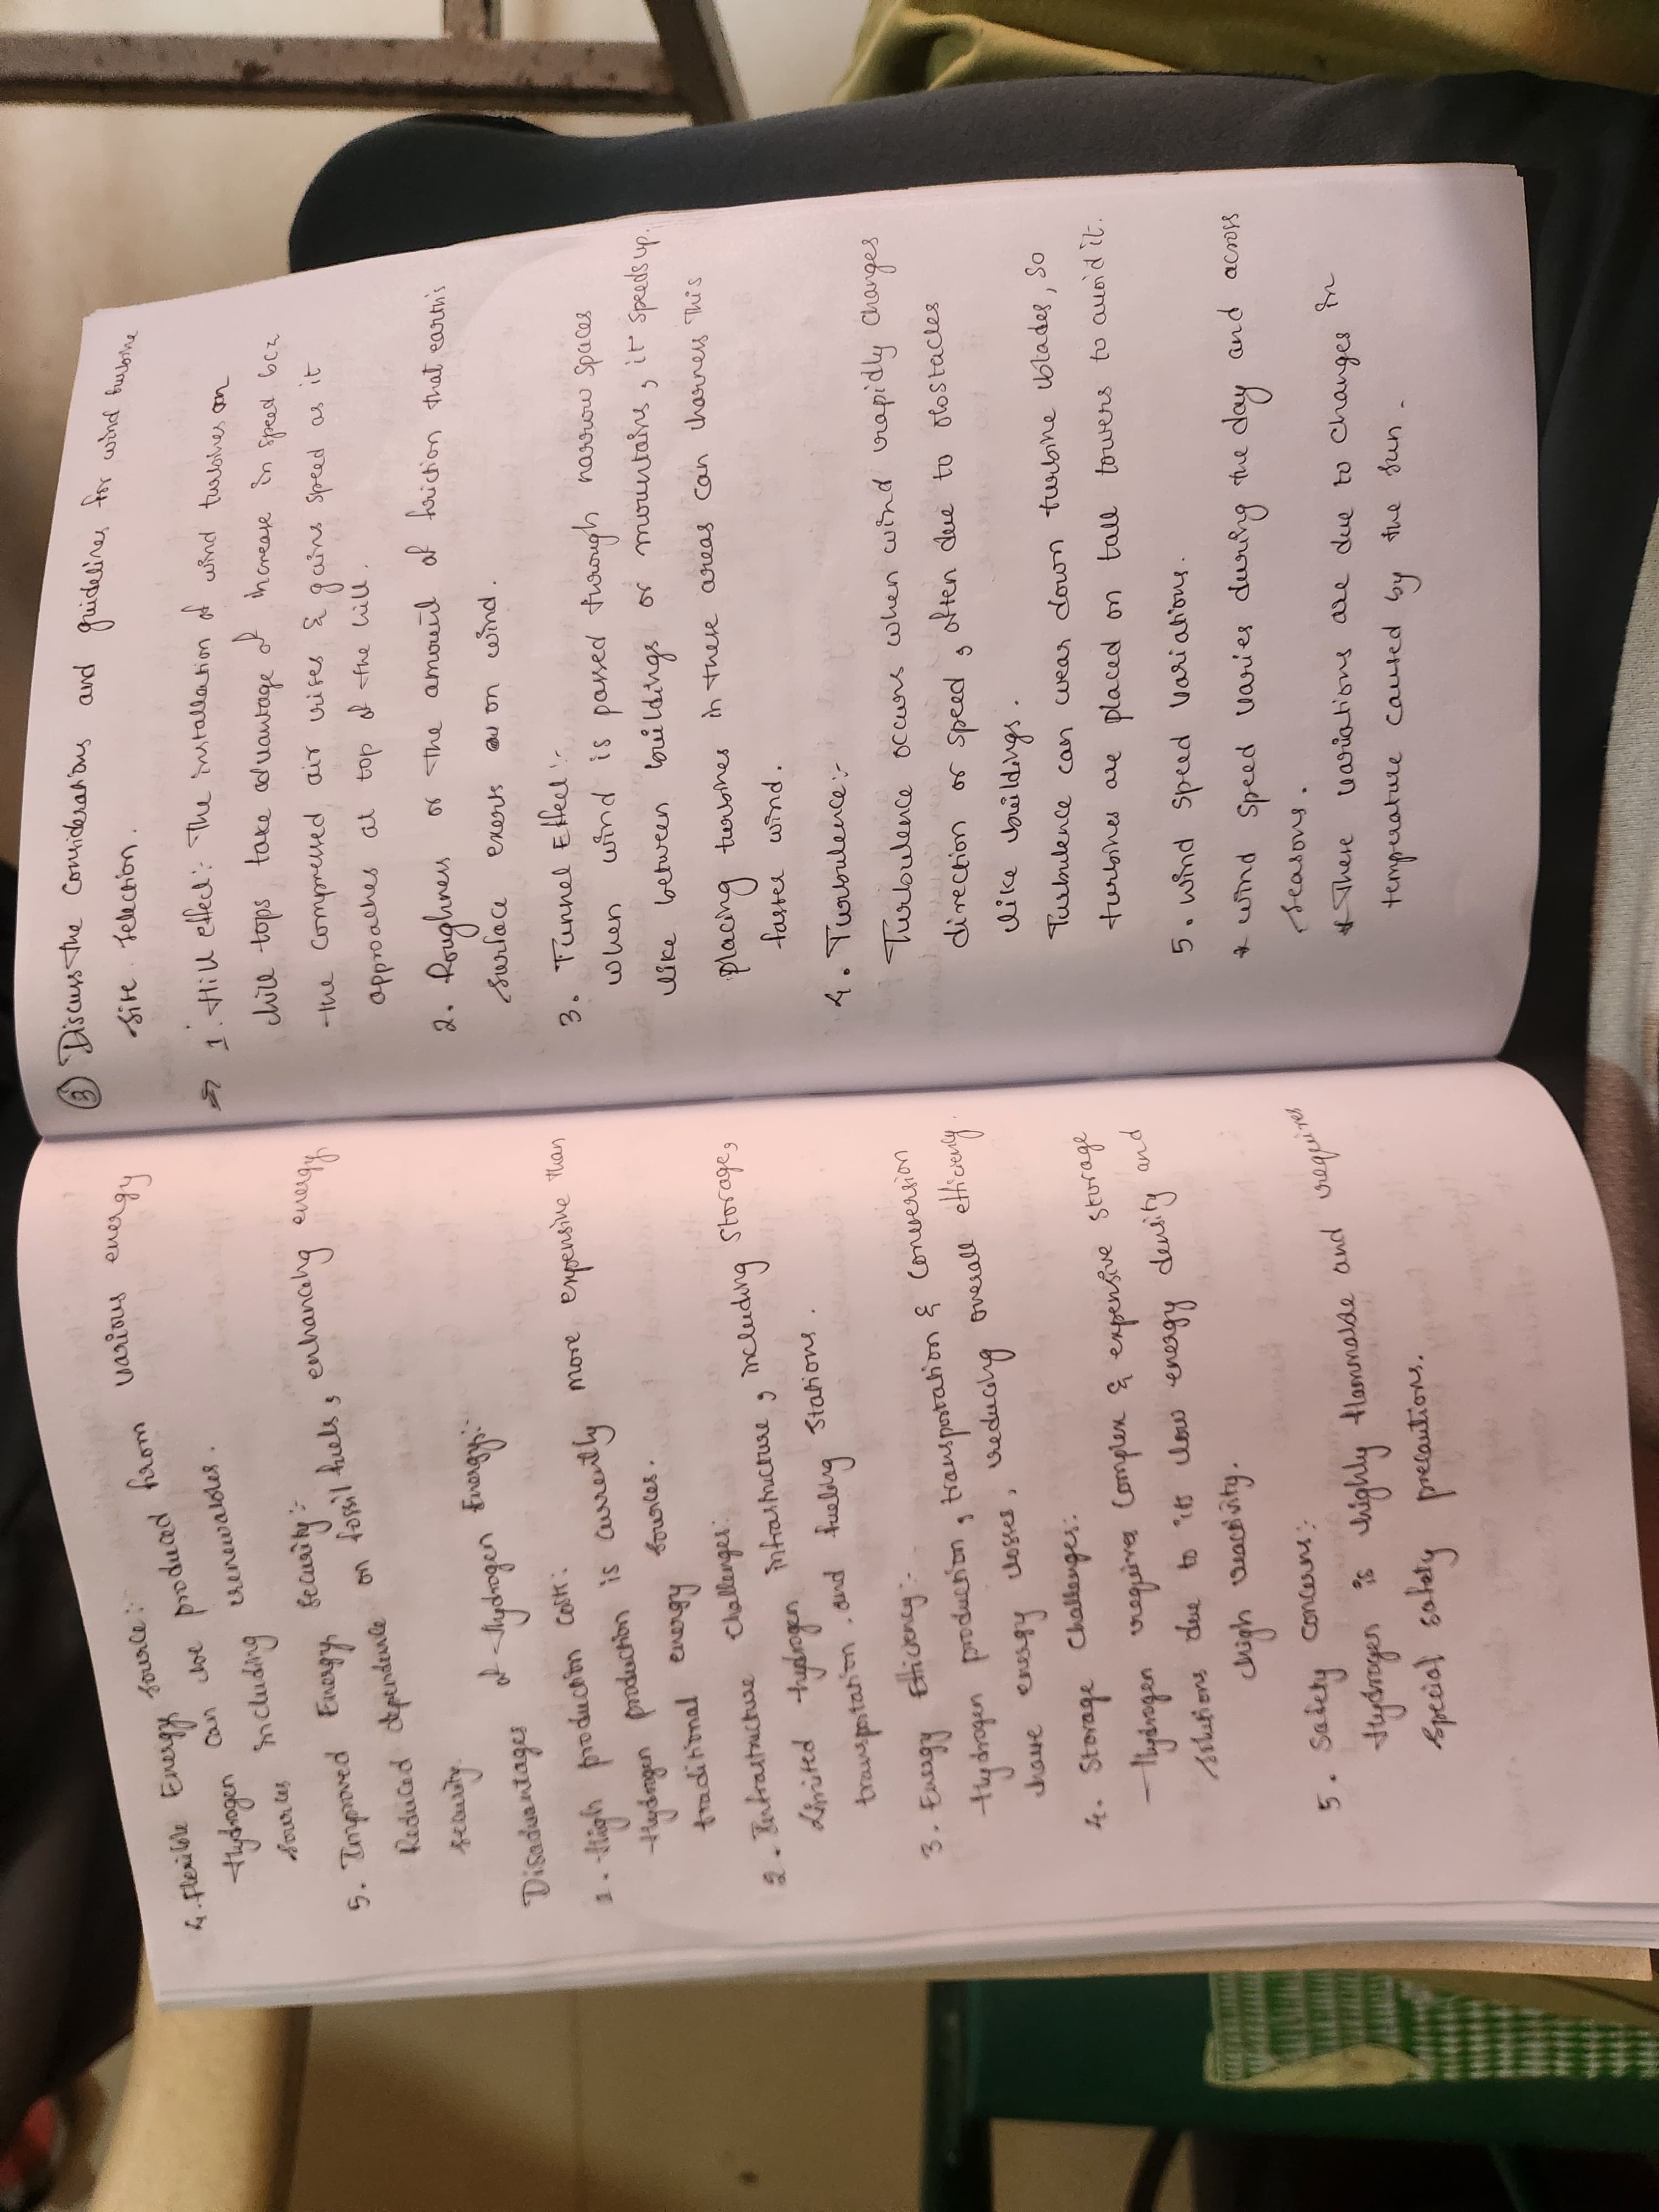 4. Flexible Energy source:-
Hydrogen can be produced from various energy
sources including renewables.
5. Improved Energy Security:-
Reduced dependence on fossil fuels, enhancing energy
security.
Disadvantages of Hydrogen Energy:-
1. High production cost:
Hydrogen production is currently more expensive than
traditional energy sources.
2. Infrastructure Challenges:
Limited hydrogen infrastructure, including storage,
transportation and fueling stations.
3. Energy Efficiency:-
Hydrogen production, transportation & conversion
have energy losses, reducing overall efficiency.
4. Storage Challenges:
Hydrogen requires complex & expensive storage
solutions due to its low energy density and
high reactivity.
5. Safety Concerns:-
Hydrogen is highly flammable and requires
special safety precautions.
③ Discuss the considerations and guidelines for wind turbine
site selection.
⇒ 1. Hill effect:- The installation of wind turbines on
hill tops take advantage of increase in speed bcz
the compressed air rises & gains speed as it
approaches at top of the hill.
2. Roughness or the amount of friction that earth's
surface exerts on wind.
3. Tunnel Effect:-
when wind is passed through narrow spaces
like between buildings or mountains, it speeds up.
placing turbines in these areas can harness this
faster wind.
4. Turbulence:-
Turbulence occurs when wind rapidly changes
direction or speed, often due to obstacles
like buildings.
Turbulence can wear down turbine blades, so
turbines are placed on tall towers to avoid it.
5. wind speed variations.
* wind speed varies during the day and across
seasons.
* These variations are due to changes in
temperature caused by the sun.